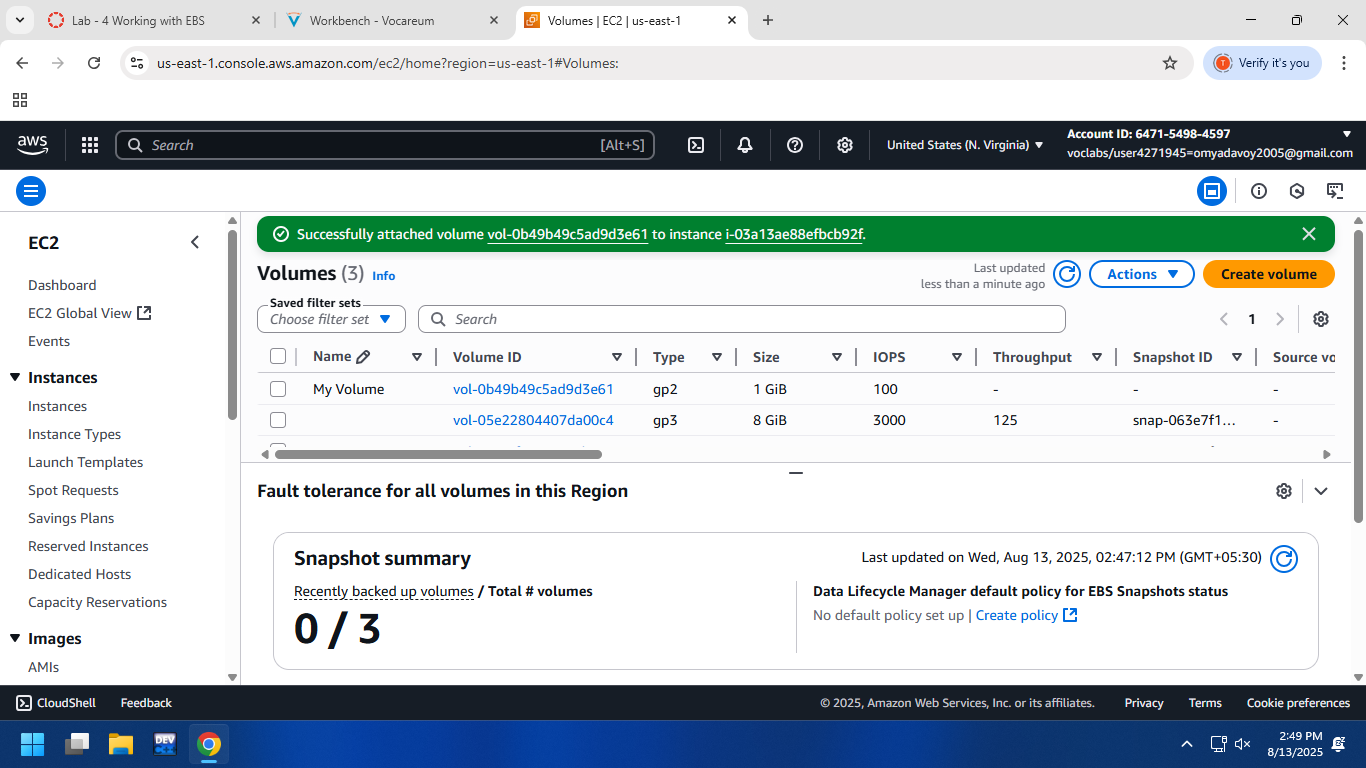 Lab - 4 Working with EBS
Workbench - Vocareum
Volumes | EC2 | us-east-1
us-east-1.console.aws.amazon.com/ec2/home?region=us-east-1#Volumes:
Verify it's you
aws
Search [Alt+S]
United States (N. Virginia)
Account ID: 6471-5498-4597
voclabs/user4271945=omyadavoy2005@gmail.com
EC2
Dashboard
EC2 Global View
Events
Instances
Instances
Instance Types
Launch Templates
Spot Requests
Savings Plans
Reserved Instances
Dedicated Hosts
Capacity Reservations
Images
AMIs
Successfully attached volume vol-0b49b49c5ad9d3e61 to instance i-03a13ae88efbcb92f.
Volumes (3) Info
Last updated
less than a minute ago
Actions
Create volume
Saved filter sets
Choose filter set
Search
1
Name Volume ID Type Size IOPS Throughput Snapshot ID Source vo
My Volume vol-0b49b49c5ad9d3e61 gp2 1 GiB 100 - - -
vol-05e22804407da00c4 gp3 8 GiB 3000 125 snap-063e7f1... -
Fault tolerance for all volumes in this Region
Snapshot summary
Last updated on Wed, Aug 13, 2025, 02:47:12 PM (GMT+05:30)
Recently backed up volumes / Total # volumes
0 / 3
Data Lifecycle Manager default policy for EBS Snapshots status
No default policy set up | Create policy
CloudShell Feedback
© 2025, Amazon Web Services, Inc. or its affiliates. Privacy Terms Cookie preferences
DEV
2:49 PM
8/13/2025